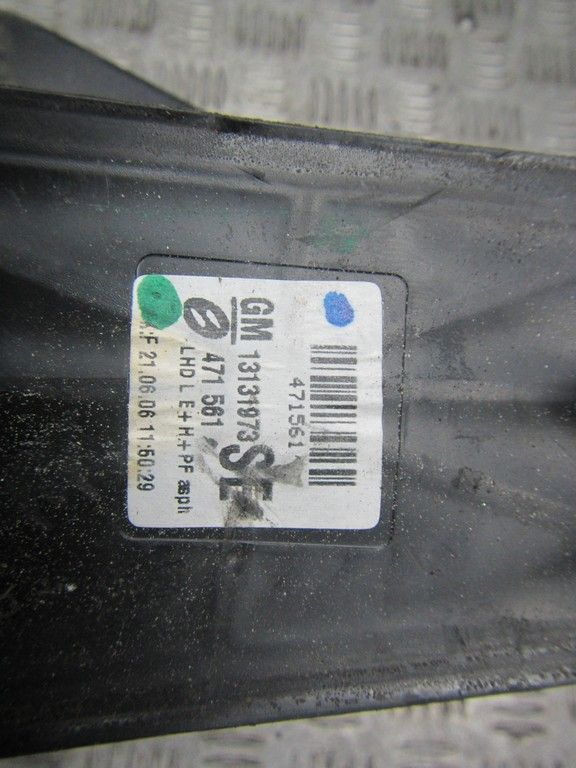 471561
GM 13131973 SE
471 561
LHD L E+H,+PF asph
21.06.06 11:50:29